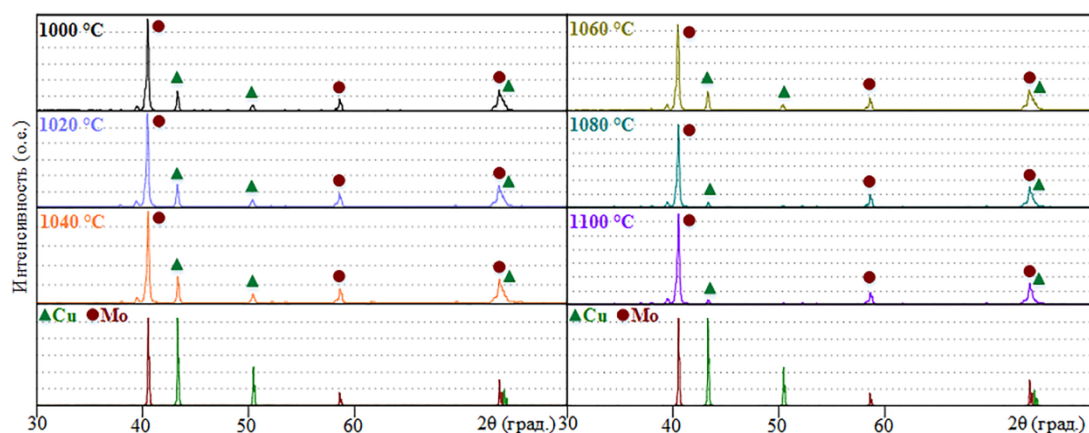 Интенсивность (о.е.)
1000 °C
1020 °C
1040 °C
Cu Mo
30 40 50 60 2θ (град.)
1060 °C
1080 °C
1100 °C
Cu Mo
30 40 50 60 2θ (град.)